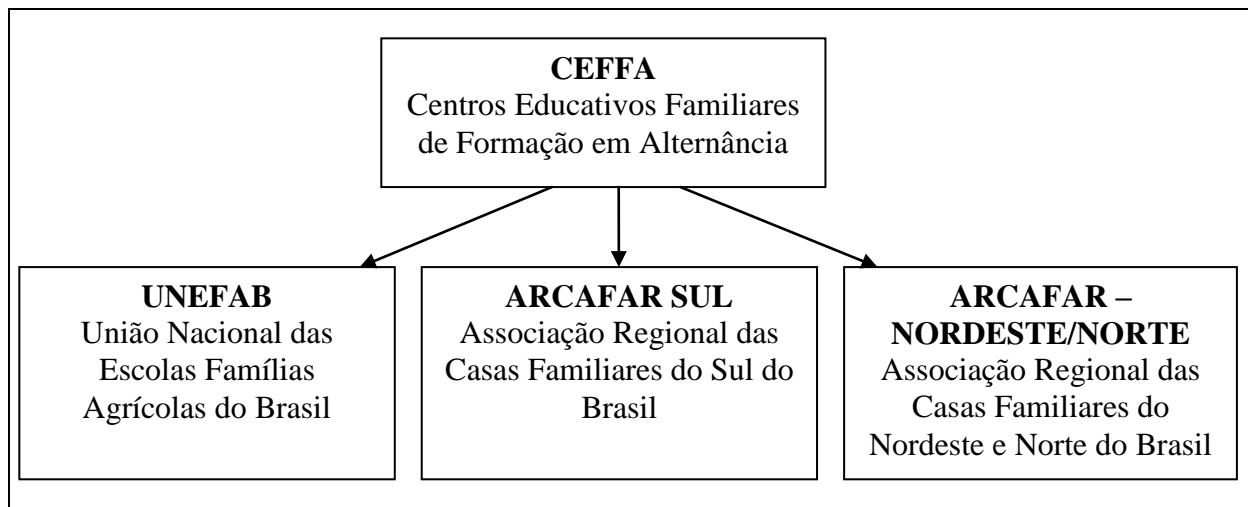 CEFFA
Centros Educativos Familiares
de Formação em Alternância
UNEFAB
União Nacional das
Escolas Famílias
Agrícolas do Brasil
ARCAFAR SUL
Associação Regional das
Casas Familiares do Sul do
Brasil
ARCAFAR –
NORDESTE/NORTE
Associação Regional das
Casas Familiares do
Nordeste e Norte do Brasil